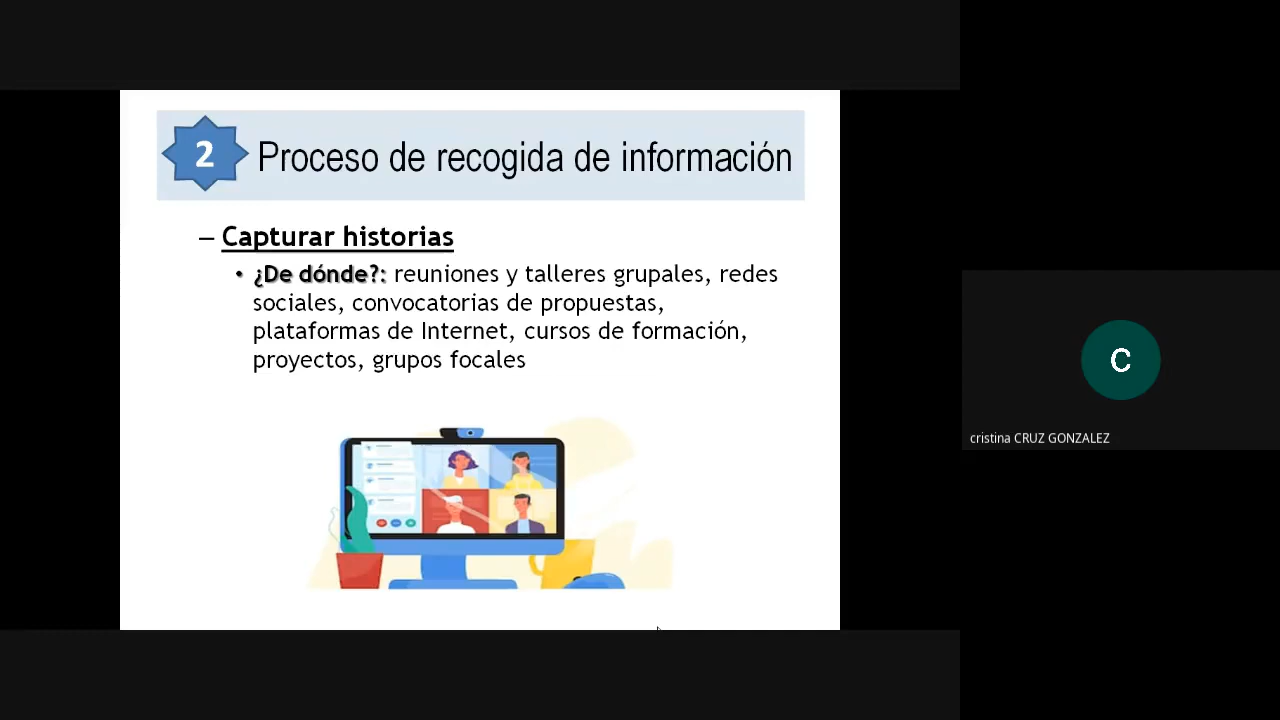 2
Proceso de recogida de información
– Capturar historias
• ¿De dónde?: reuniones y talleres grupales, redes
sociales, convocatorias de propuestas,
plataformas de Internet, cursos de formación,
proyectos, grupos focales
C
cristina CRUZ GONZALEZ